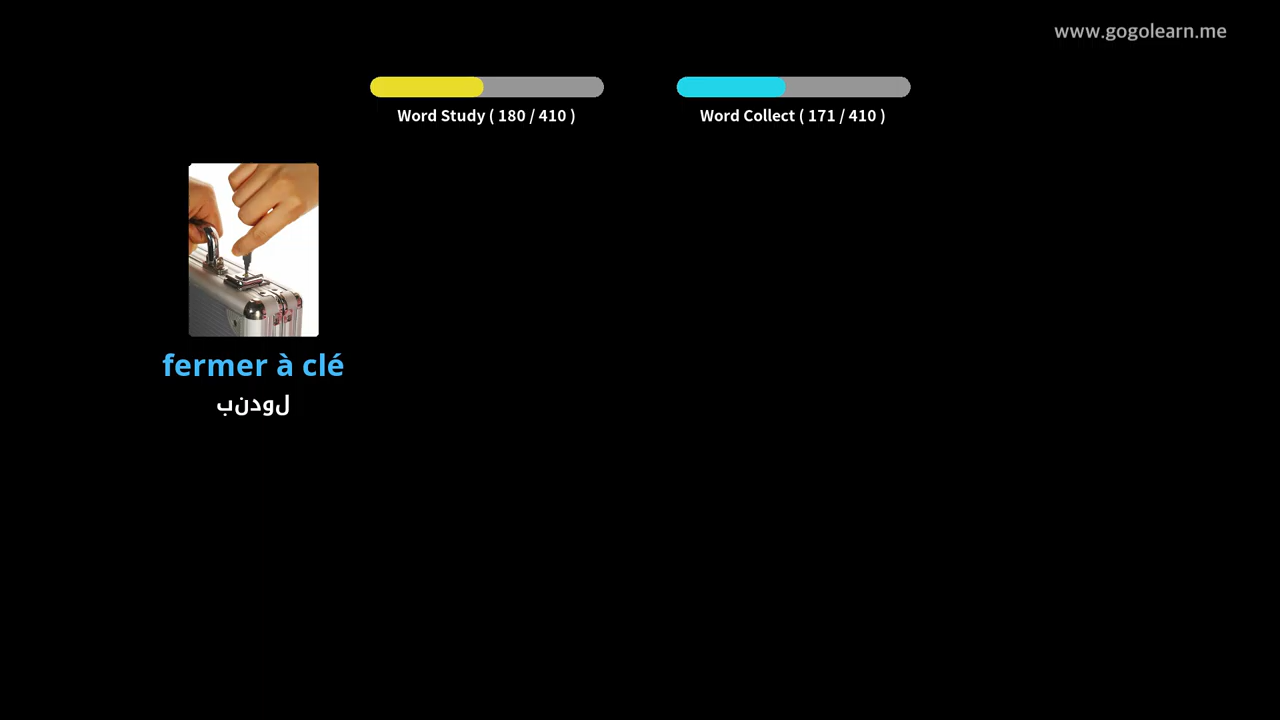 www.gogolearn.me
Word Study ( 180 / 410 )
Word Collect ( 171 / 410 )
fermer à clé
لودنب